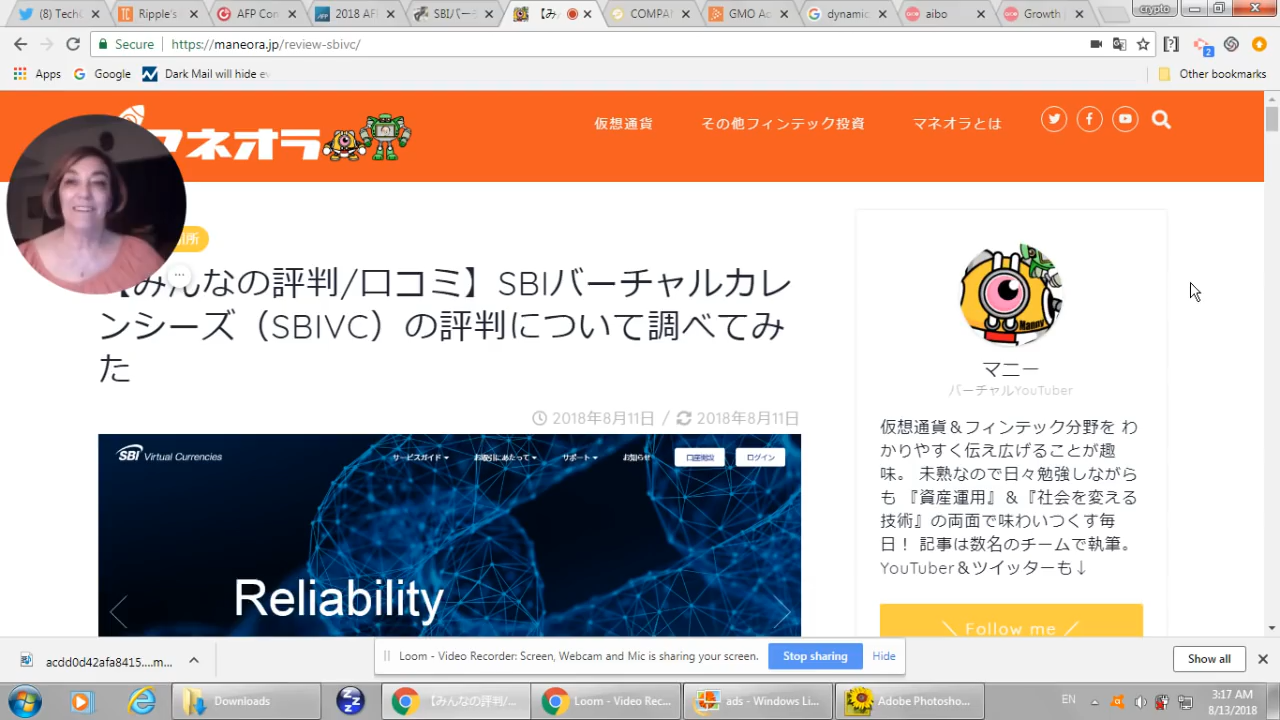 (8) Tech
Ripple's
AFP Con
2018 AFP
SBIバー
【み
COMPAN
GMO Ac
dynamic
aibo
Growth
crypto
Secure
https://maneora.jp/review-sbivc/
Apps
Google
Dark Mail will hide ev
Other bookmarks
マネオラ
仮想通貨
その他フィンテック投資
マネオラとは
所
【みんなの評判/口コミ】SBIバーチャルカレ
ンシーズ（SBIVC）の評判について調べてみ
た
2018年8月11日 / 2018年8月11日
SBI Virtual Currencies
サービスガイド
お取引にあたって
サポート
お知らせ
口座開設
ログイン
Reliability
Manny
マニー
バーチャルYouTuber
仮想通貨＆フィンテック分野を わ
かりやすく伝え広げることが趣
味。 未熟なので日々勉強しながら
も 『資産運用』＆『社会を変える
技術』の両面で味わいつくす毎
日！ 記事は数名のチームで執筆。
YouTuber＆ツイッターも↓
＼ Follow me ／
acdd0d42afa8415....m...
Loom - Video Recorder: Screen, Webcam and Mic is sharing your screen.
Stop sharing
Hide
Show all
Downloads
【みんなの評判/...
Loom - Video Rec...
ads - Windows Li...
Adobe Photosho...
EN
3:17 AM
8/13/2018